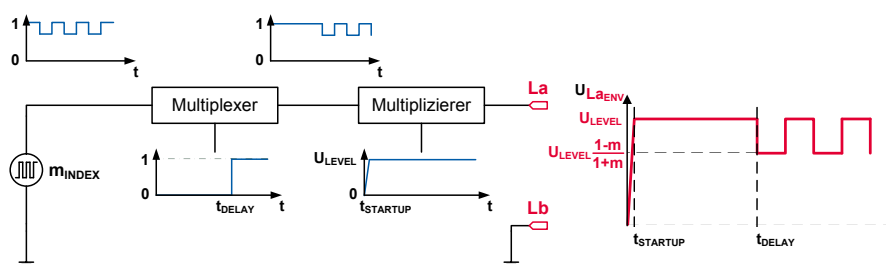 1
0
t
1
0
t
Multiplexer
Multiplizierer
La
m_INDEX
1
0
t_DELAY
t
U_LEVEL
0
t_STARTUP
t
Lb
U_La_ENV
U_LEVEL
U_LEVEL 1-m
1+m
t_STARTUP
t_DELAY